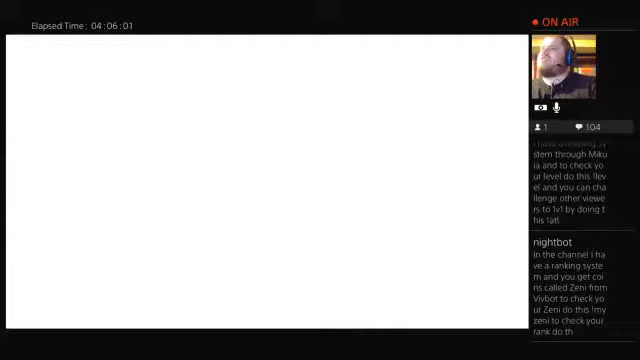 Elapsed Time : 04:06:01
ON AIR
1
104
stem through Miku
ia and to check yo
ur level do this !lev
el and you can cha
llenge other viewe
rs to 1v1 by doing t
his !att
nightbot
In the channel I ha
ve a ranking syste
m and you get coi
ns called Zeni from
Vivbot to check yo
ur Zeni do this !my
zeni to check your
rank do th